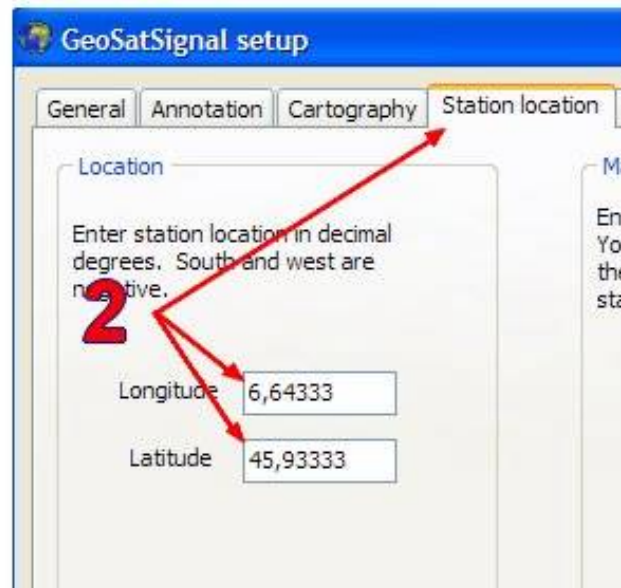 GeoSatSignal setup
General Annotation Cartography Station location
Location
Enter station location in decimal
degrees. South and west are
2
Longitude 6,64333
Latitude 45,93333